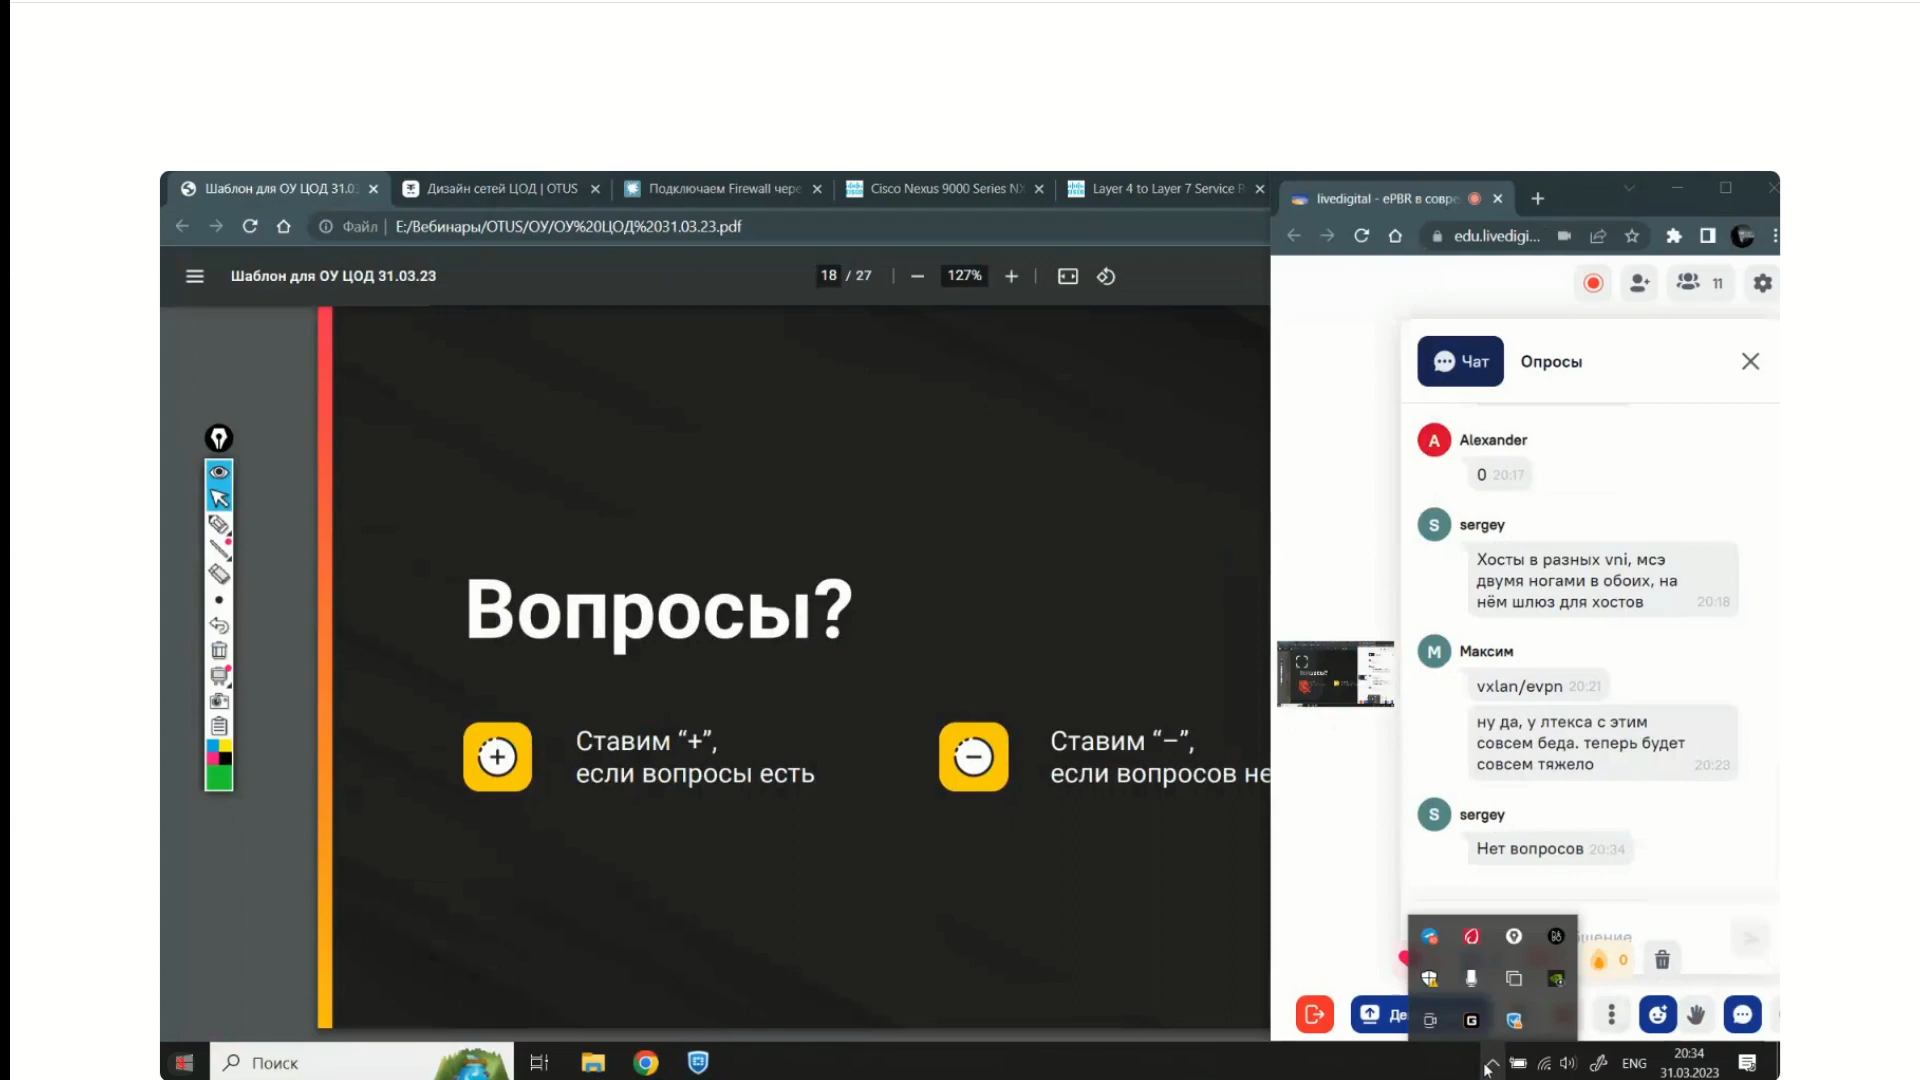 Шаблон для ОУ ЦОД 31.0
Дизайн сетей ЦОД | OTUS
Подключаем Firewall чере
Cisco Nexus 9000 Series NX
Layer 4 to Layer 7 Service R
livedigital - ePBR в совре
Файл
E:/Вебинары/OTUS/ОУ/ОУ%20ЦОД%2031.03.23.pdf
edu.livedigi...
Шаблон для ОУ ЦОД 31.03.23
18 / 27
127%
11
Чат
Опросы
A
Alexander
0 20:17
S
sergey
Хосты в разных vni, мсэ
двумя ногами в обоих, на
нём шлюз для хостов 20:18
М
Максим
vxlan/evpn 20:21
ну да, у лтекса с этим
совсем беда. теперь будет
совсем тяжело 20:23
S
sergey
Нет вопросов 20:34
Вопросы?
Ставим “+”,
если вопросы есть
Ставим “–”,
если вопросов не
0
Де
Поиск
ENG
20:34
31.03.2023